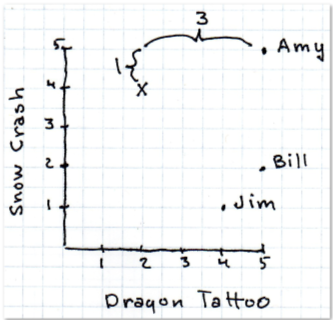 3
5
Amy
1
4
X
3
2
Bill
1
Jim
Snow Crash
1 2 3 4 5
Dragon Tattoo